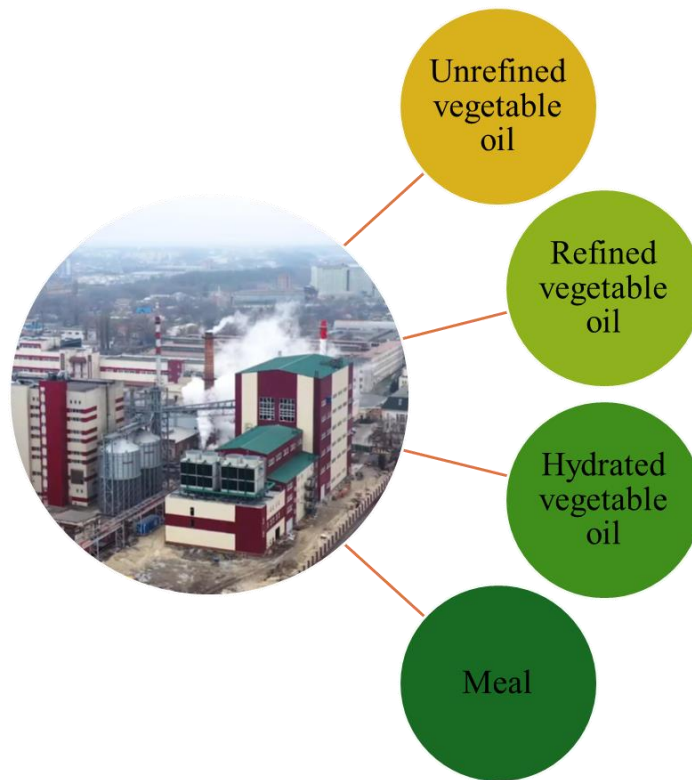 Unrefined
vegetable
oil
Refined
vegetable
oil
Hydrated
vegetable
oil
Meal